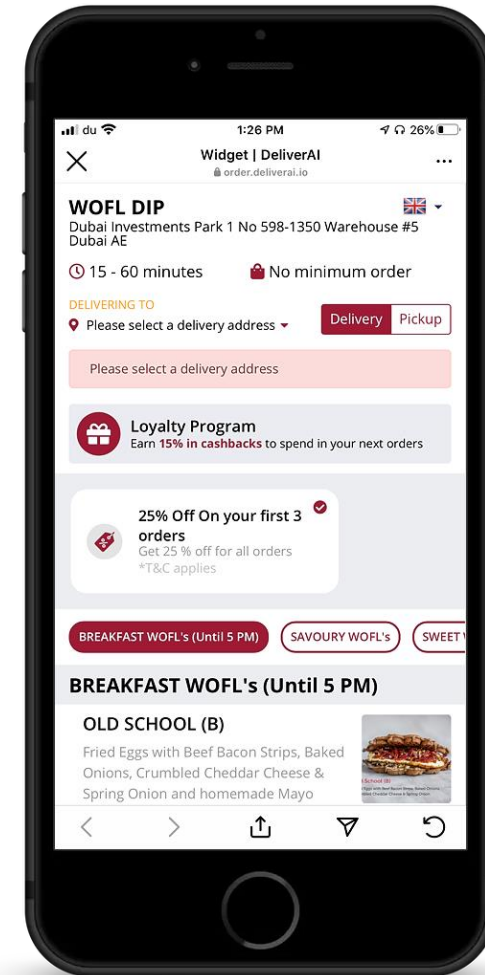 du 1:26 PM 26%
Widget | DeliverAI
order.deliverai.io
WOFL DIP
Dubai Investments Park 1 No 598-1350 Warehouse #5
Dubai AE
15 - 60 minutes No minimum order
DELIVERING TO
Please select a delivery address
Delivery Pickup
Please select a delivery address
Loyalty Program
Earn 15% in cashbacks to spend in your next orders
25% Off On your first 3
orders
Get 25 % off for all orders
*T&C applies
BREAKFAST WOFL's (Until 5 PM) SAVOURY WOFL's SWEET
BREAKFAST WOFL's (Until 5 PM)
OLD SCHOOL (B)
Fried Eggs with Beef Bacon Strips, Baked
Onions, Crumbled Cheddar Cheese &
Spring Onion and homemade Mayo